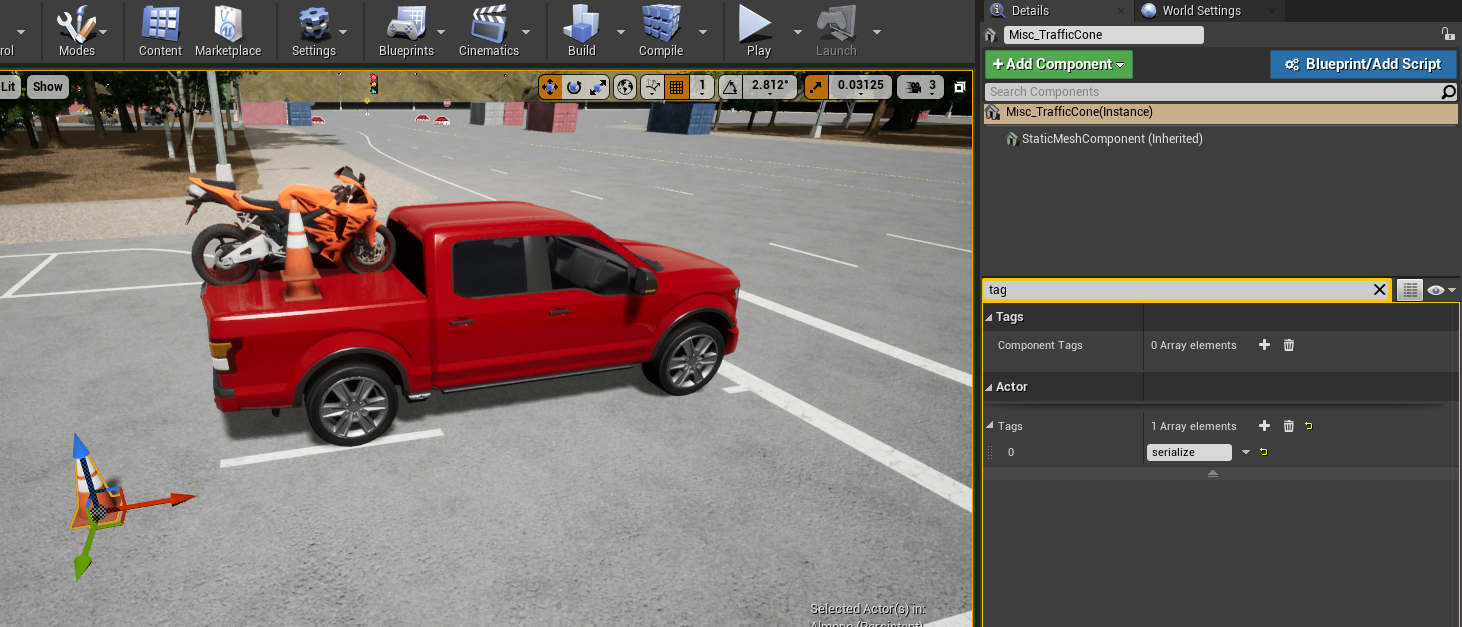 rol
Modes
Content
Marketplace
Settings
Blueprints
Cinematics
Build
Compile
Play
Launch
Lit
Show
1
2.812°
0.03125
3
Selected Actor(s) in:
Details
World Settings
Misc_TrafficCone
+Add Component
Blueprint/Add Script
Search Components
Misc_TrafficCone(Instance)
StaticMeshComponent (Inherited)
tag
Tags
Component Tags
0 Array elements
Actor
Tags
1 Array elements
0
serialize